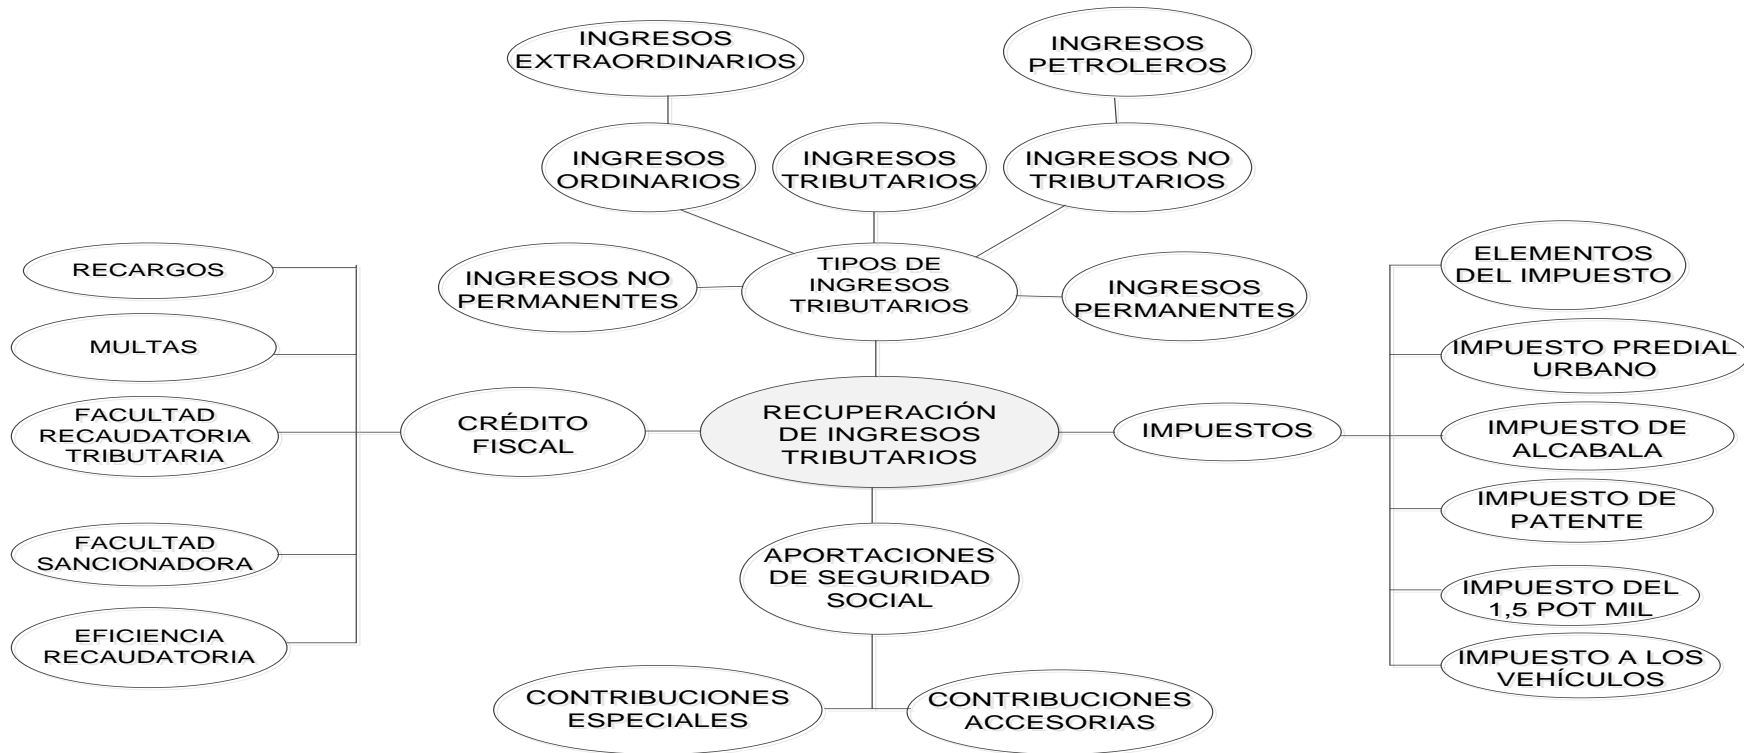 INGRESOS
EXTRAORDINARIOS
INGRESOS
PETROLEROS
INGRESOS
ORDINARIOS
INGRESOS
TRIBUTARIOS
INGRESOS NO
TRIBUTARIOS
INGRESOS NO
PERMANENTES
TIPOS DE
INGRESOS
TRIBUTARIOS
INGRESOS
PERMANENTES
RECARGOS
MULTAS
FACULTAD
RECAUDATORIA
TRIBUTARIA
FACULTAD
SANCIONADORA
EFICIENCIA
RECAUDATORIA
CRÉDITO
FISCAL
RECUPERACIÓN
DE INGRESOS
TRIBUTARIOS
IMPUESTOS
ELEMENTOS
DEL IMPUESTO
IMPUESTO PREDIAL
URBANO
IMPUESTO DE
ALCABALA
IMPUESTO DE
PATENTE
IMPUESTO DEL
1,5 POT MIL
IMPUESTO A LOS
VEHÍCULOS
APORTACIONES
DE SEGURIDAD
SOCIAL
CONTRIBUCIONES
ESPECIALES
CONTRIBUCIONES
ACCESORIAS